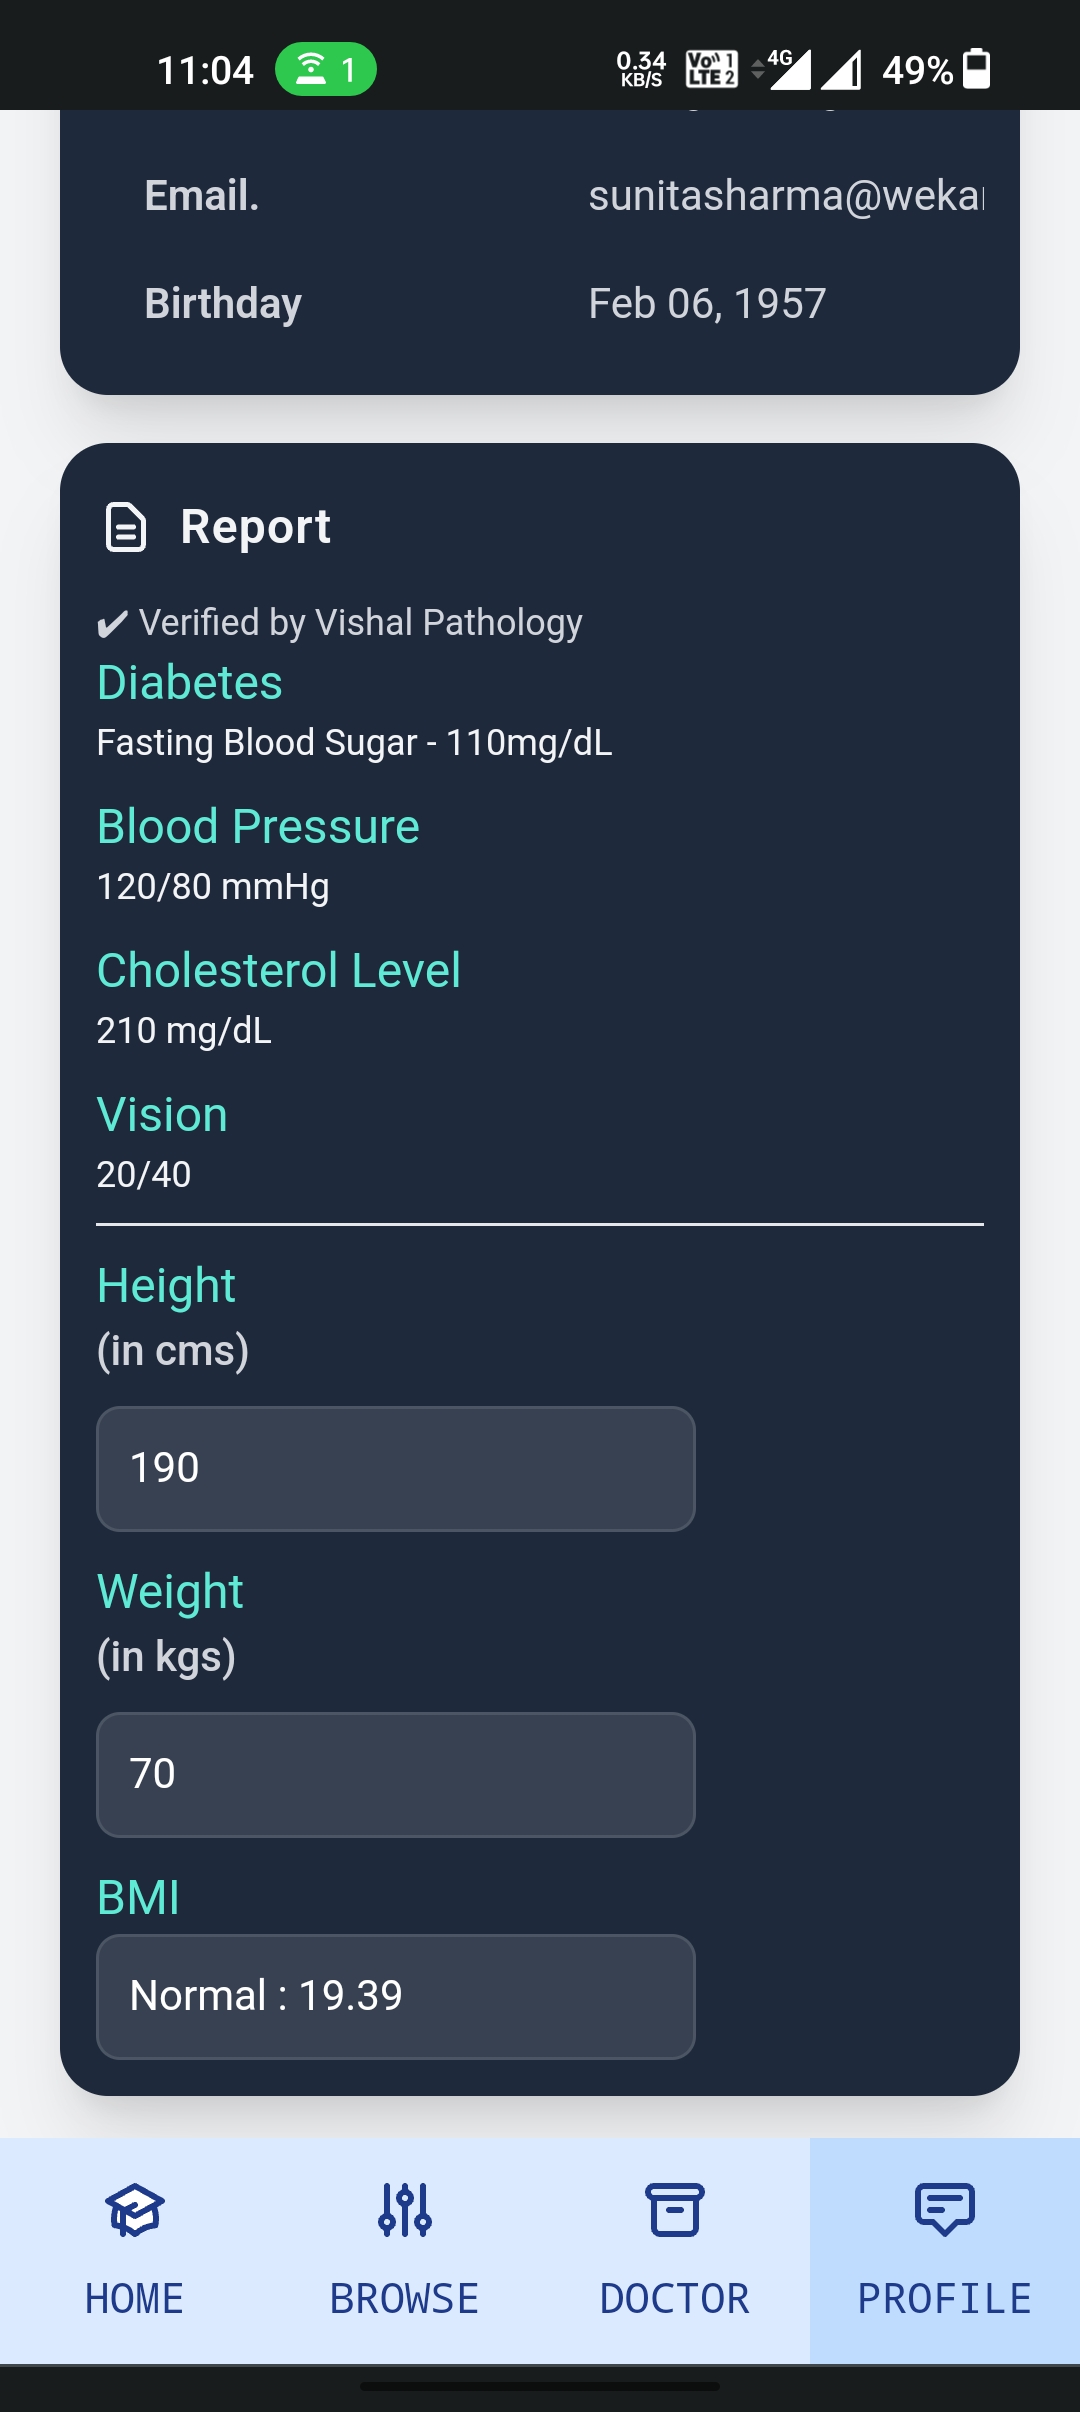 11:04
1
0.34
KB/S
Vo 1
LTE 2
4G
49%
Email.
sunitasharma@weka
Birthday
Feb 06, 1957
Report
✔ Verified by Vishal Pathology
Diabetes
Fasting Blood Sugar - 110mg/dL
Blood Pressure
120/80 mmHg
Cholesterol Level
210 mg/dL
Vision
20/40
Height
(in cms)
190
Weight
(in kgs)
70
BMI
Normal : 19.39
HOME
BROWSE
DOCTOR
PROFILE